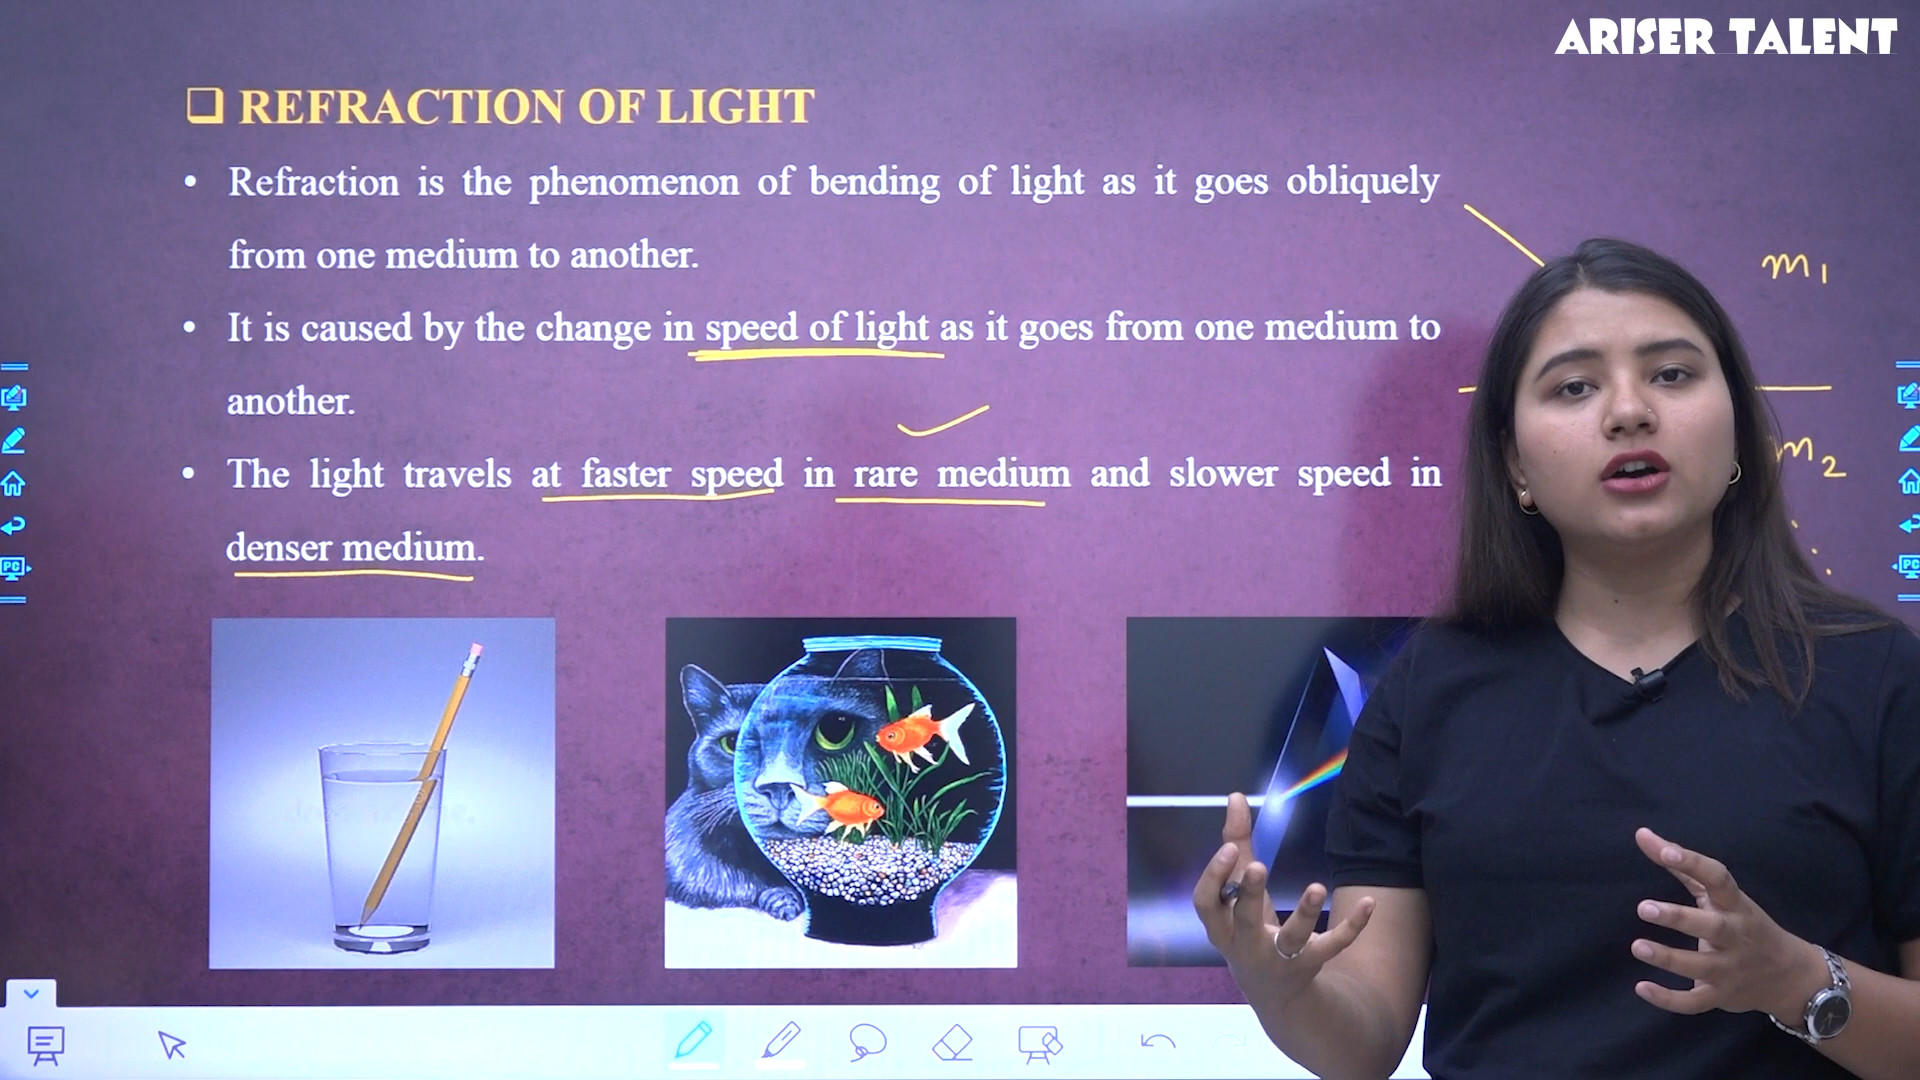 ARISER TALENT
❑ REFRACTION OF LIGHT
• Refraction is the phenomenon of bending of light as it goes obliquely
from one medium to another.
m1
• It is caused by the change in speed of light as it goes from one medium to
another.
• The light travels at faster speed in rare medium and slower speed in
m2
denser medium.
PC
PC